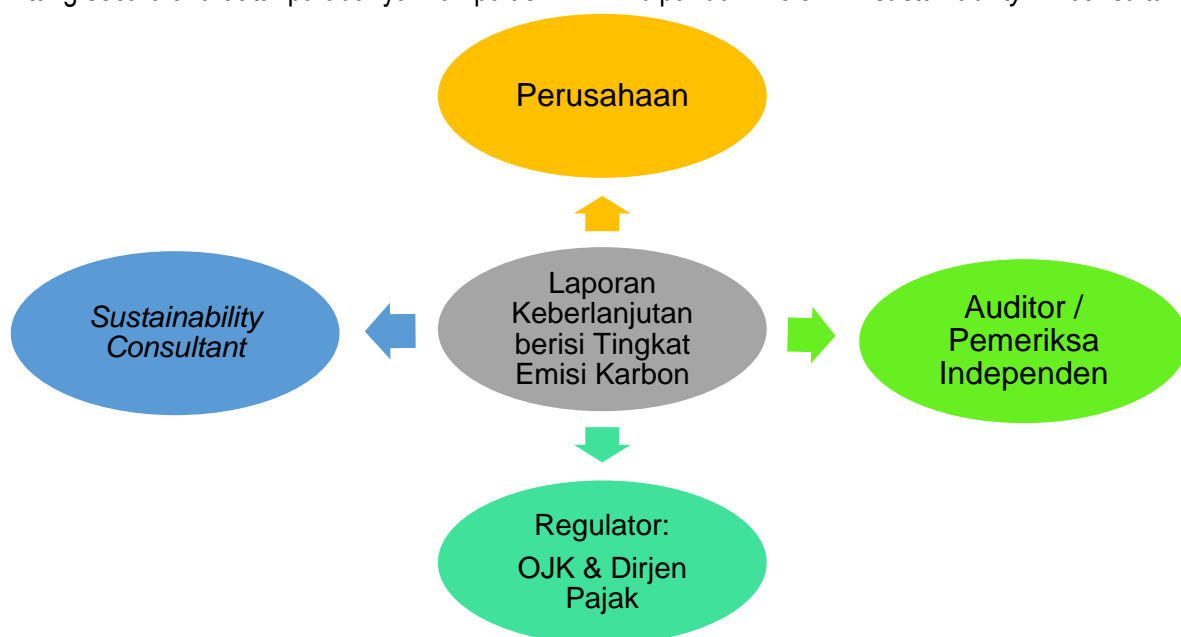 Perusahaan
Laporan
Keberlanjutan
berisi Tingkat
Emisi Karbon
Sustainability
Consultant
Auditor /
Pemeriksa
Independen
Regulator:
OJK & Dirjen
Pajak